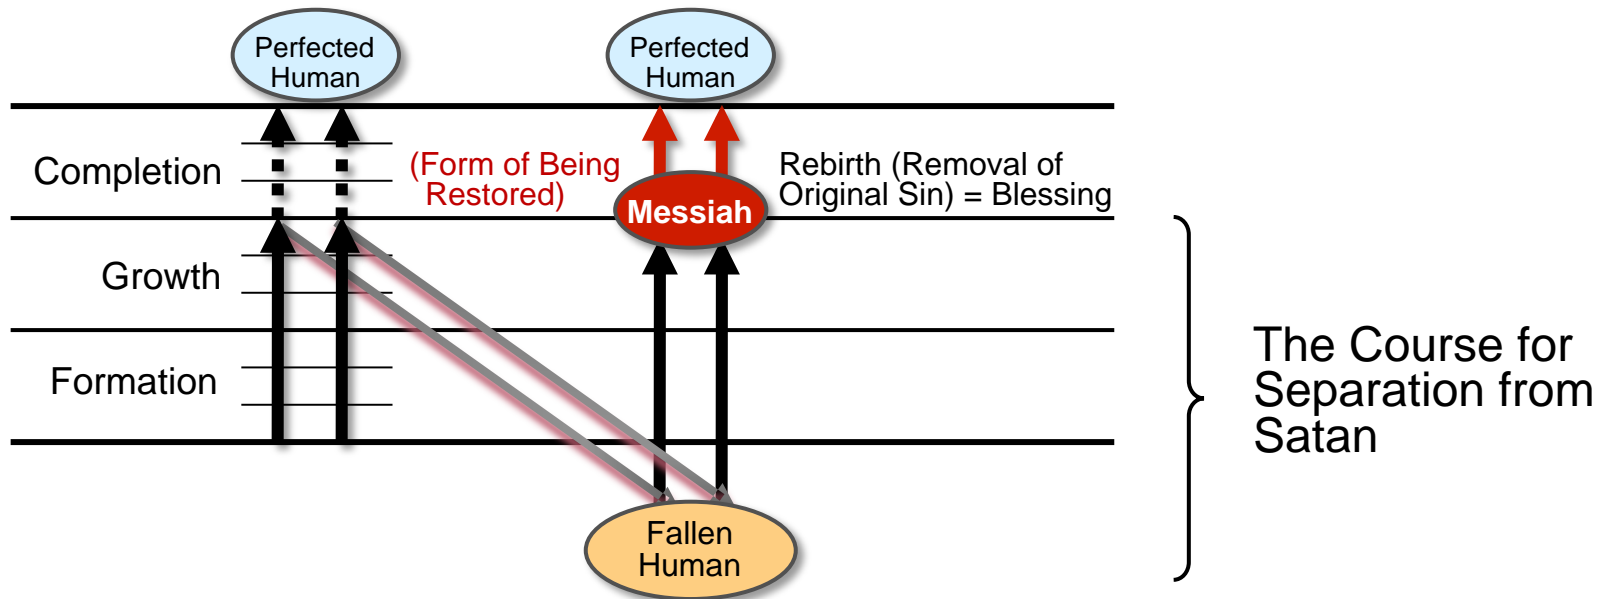 Perfected
Human
Perfected
Human
Completion
(Form of Being
Restored)
Messiah
Rebirth (Removal of
Original Sin) = Blessing
Growth
Formation
The Course for
Separation from
Satan
Fallen
Human